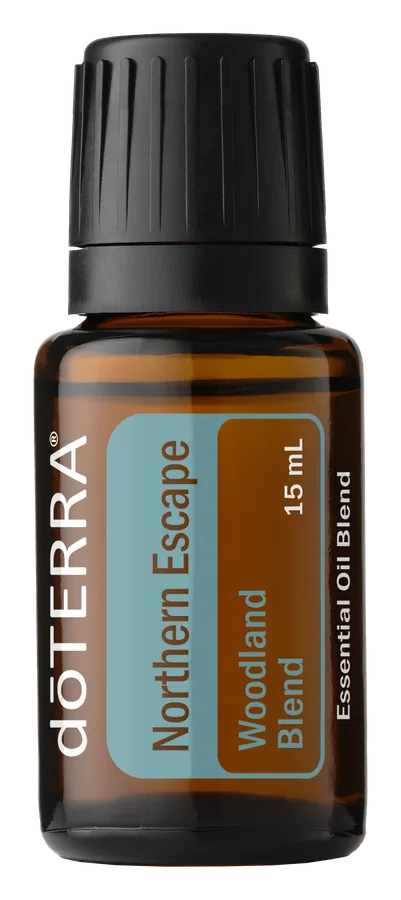 dōTERRA®
Northern Escape
Woodland
Blend
15 mL
Essential Oil Blend